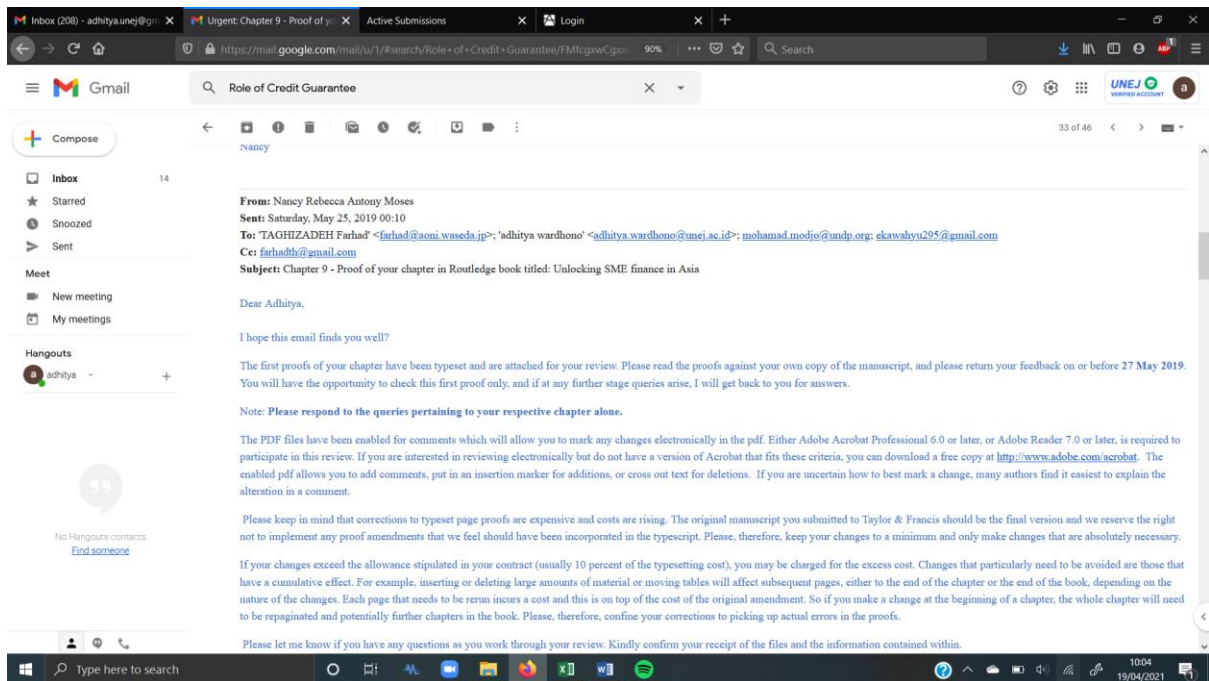 Inbox (208) - adhitya.unej@gm
Urgent: Chapter 9 - Proof of yo
Active Submissions
Login
https://mail.google.com/mail/u/1/#search/Role+of+Credit+Guarantee/
90%
Search
Gmail
Role of Credit Guarantee
UNEJ
VERIFIED ACCOUNT
a
Compose
33 of 46
Nancy
Inbox 14
Starred
Snoozed
Sent
Meet
New meeting
My meetings
Hangouts
adhitya
No Hangouts contacts
Find someone
From: Nancy Rebecca Antony Moses
Sent: Saturday, May 25, 2019 00:10
To: 'TAGHIZADEH Farhad' <farhad@aoni.waseda.jp>; 'adhitya wardhono' <adhitya.wardhono@unej.ac.id>; mohamad.modjo@undp.org; ekawahyu295@gmail.com
Cc: farhadth@gmail.com
Subject: Chapter 9 - Proof of your chapter in Routledge book titled: Unlocking SME finance in Asia
Dear Adhitya,
I hope this email finds you well?
The first proofs of your chapter have been typeset and are attached for your review. Please read the proofs against your own copy of the manuscript, and please return your feedback on or before 27 May 2019.
You will have the opportunity to check this first proof only, and if at any further stage queries arise, I will get back to you for answers.
Note: Please respond to the queries pertaining to your respective chapter alone.
The PDF files have been enabled for comments which will allow you to mark any changes electronically in the pdf. Either Adobe Acrobat Professional 6.0 or later, or Adobe Reader 7.0 or later, is required to
participate in this review. If you are interested in reviewing electronically but do not have a version of Acrobat that fits these criteria, you can download a free copy at http://www.adobe.com/acrobat. The
enabled pdf allows you to add comments, put in an insertion marker for additions, or cross out text for deletions. If you are uncertain how to best mark a change, many authors find it easiest to explain the
alteration in a comment.
Please keep in mind that corrections to typeset page proofs are expensive and costs are rising. The original manuscript you submitted to Taylor & Francis should be the final version and we reserve the right
not to implement any proof amendments that we feel should have been incorporated in the typescript. Please, therefore, keep your changes to a minimum and only make changes that are absolutely necessary.
If your changes exceed the allowance stipulated in your contract (usually 10 percent of the typesetting cost), you may be charged for the excess cost. Changes that particularly need to be avoided are those that
have a cumulative effect. For example, inserting or deleting large amounts of material or moving tables will affect subsequent pages, either to the end of the chapter or the end of the book, depending on the
nature of the changes. Each page that needs to be rerun incurs a cost and this is on top of the cost of the original amendment. So if you make a change at the beginning of a chapter, the whole chapter will need
to be repaginated and potentially further chapters in the book. Please, therefore, confine your corrections to picking up actual errors in the proofs.
Please let me know if you have any questions as you work through your review. Kindly confirm your receipt of the files and the information contained within.
Type here to search
10:04
19/04/2021